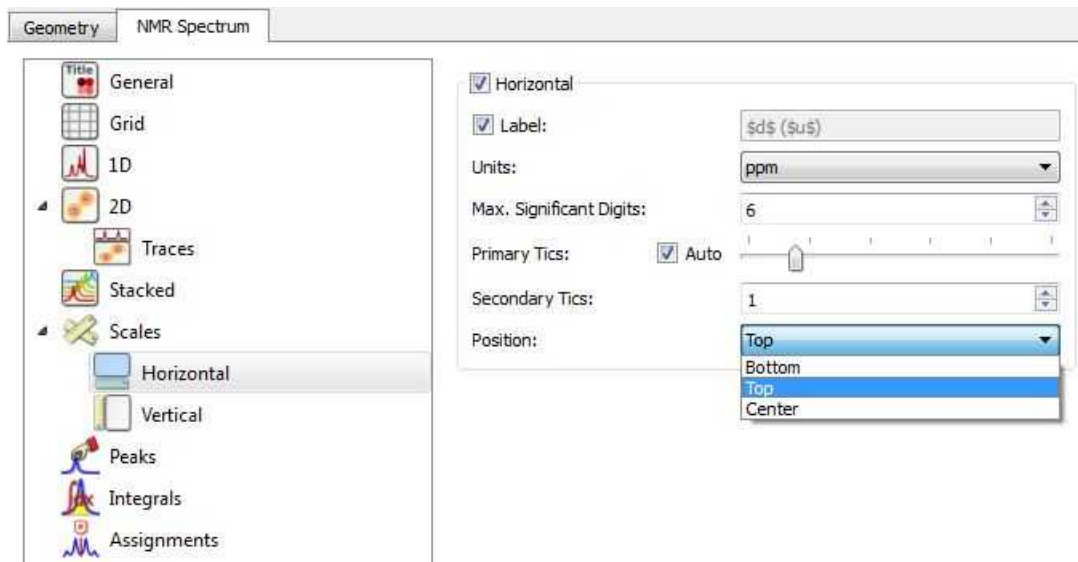 Geometry
NMR Spectrum
Title
General
Grid
1D
2D
Traces
Stacked
Scales
Horizontal
Vertical
Peaks
Integrals
Assignments
Horizontal
Label: $d$ ($u$)
Units: ppm
Max. Significant Digits: 6
Primary Tics: Auto
Secondary Tics: 1
Position: Top
Bottom
Top
Center